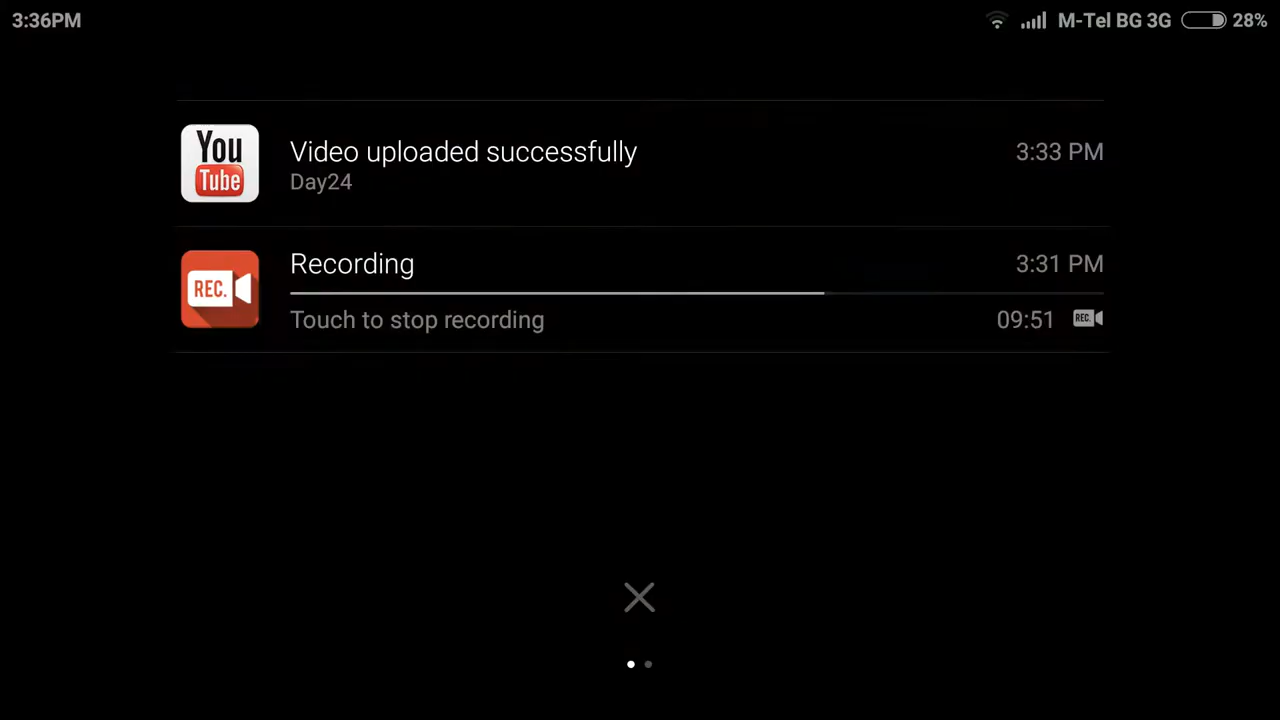 3:36PM M-Tel BG 3G 28%
You
Tube
Video uploaded successfully 3:33 PM
Day24
REC.
Recording 3:31 PM
Touch to stop recording 09:51 REC.